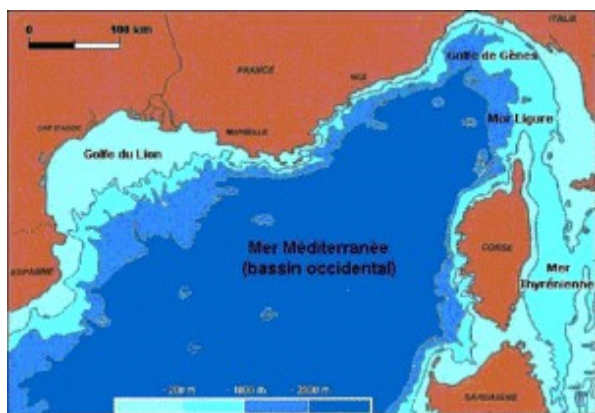 0 100 km
ITALIE
Golfe de Gênes
FRANCE
NICE
Mer Ligure
CAP D'AGDE
MARSEILLE
Golfe du Lion
Mer Méditerranée
(bassin occidental)
CORSE
ESPAGNE
Mer
Thyrénienne
- 200 m - 1000 m - 2000 m
SARDAIGNE